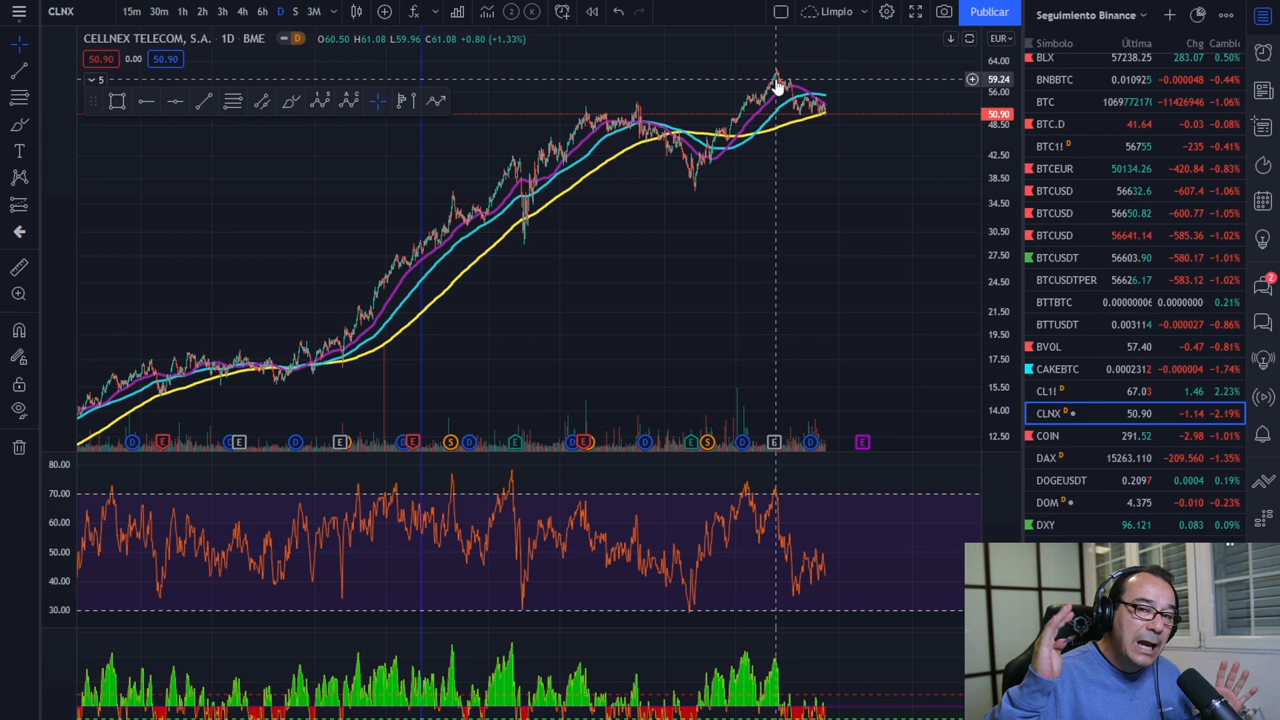 CLNX 15m 30m 1h 2h 3h 4h 6h D S 3M 2 K Limpio Publicar
CELLNEX TELECOM, S.A. · 1D · BME D O60.50 H61.08 L59.96 C61.08 +0.80 (+1.33%) EUR
50.90 0.00 50.90
5
64.00
59.24
56.00
50.90
48.50
42.50
38.50
34.50
30.50
27.50
24.50
21.50
19.50
17.50
15.50
14.00
12.50
D E D E D E D E S D E D E D E S D E D E
80.00
70.00
60.00
50.00
40.00
30.00
Seguimiento Binance
Símbolo Última Chg Cambi
BLX 57238.25 283.07 0.50%
BNBBTC 0.010925 -0.000048 -0.44%
BTC 1069772171 -11426946 -1.06%
BTC.D 41.64 -0.03 -0.08%
BTC1! D 56755 -235 -0.41%
BTCEUR 50134.26 -420.84 -0.83%
BTCUSD 56632.6 -607.4 -1.06%
BTCUSD 56650.82 -600.77 -1.05%
BTCUSD 56641.14 -585.36 -1.02%
BTCUSDT 56603.90 -580.17 -1.01%
BTCUSDTPER 56626.17 -583.12 -1.02%
BTTBTC 0.00000006 0.0000000 0.21%
BTTUSDT 0.003114 -0.000027 -0.86%
BVOL 57.40 -0.47 -0.81%
CAKEBTC 0.0002312 -0.000004 -1.74%
CL1! D 67.03 1.46 2.23%
CLNX D 50.90 -1.14 -2.19%
COIN 291.52 -2.98 -1.01%
DAX D 15263.110 -209.560 -1.35%
DOGEUSDT 0.2097 0.0004 0.19%
DOM D 4.375 -0.010 -0.23%
DXY 96.121 0.083 0.09%
2